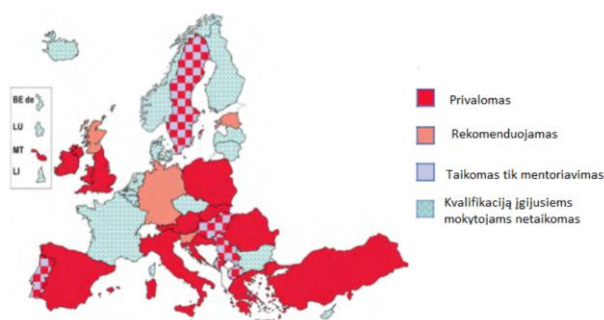 BE de
LU
MT
LI
Privalomas
Rekomenduojamas
Taikomas tik mentoriavimas
Kvalifikaciją įgijusiems
mokytojams netaikomas